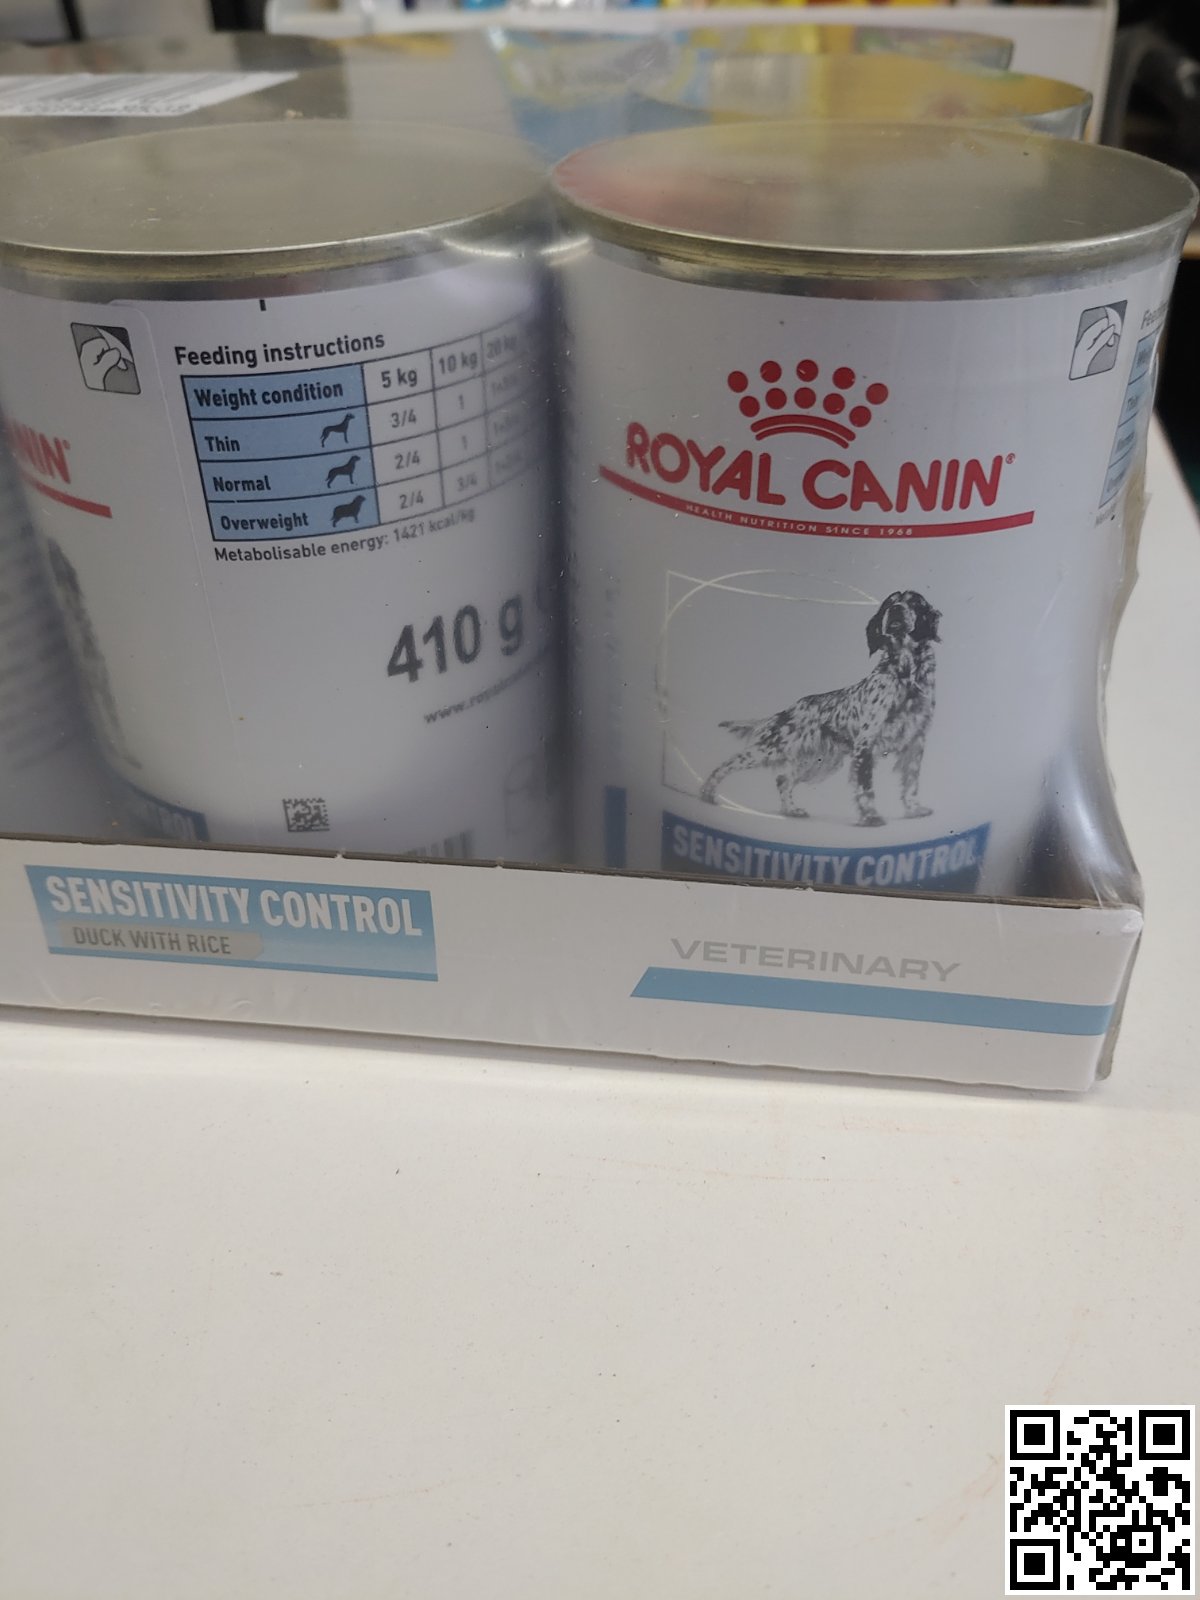 Feeding instructions
Weight condition 5 kg 10 kg 20 kg
Thin 3/4 1
Normal 2/4 1
Overweight 2/4 3/4
Metabolisable energy: 1421 kcal/kg
410 g
ROYAL CANIN®
HEALTH NUTRITION SINCE 1968
SENSITIVITY CONTROL
SENSITIVITY CONTROL
DUCK WITH RICE
VETERINARY